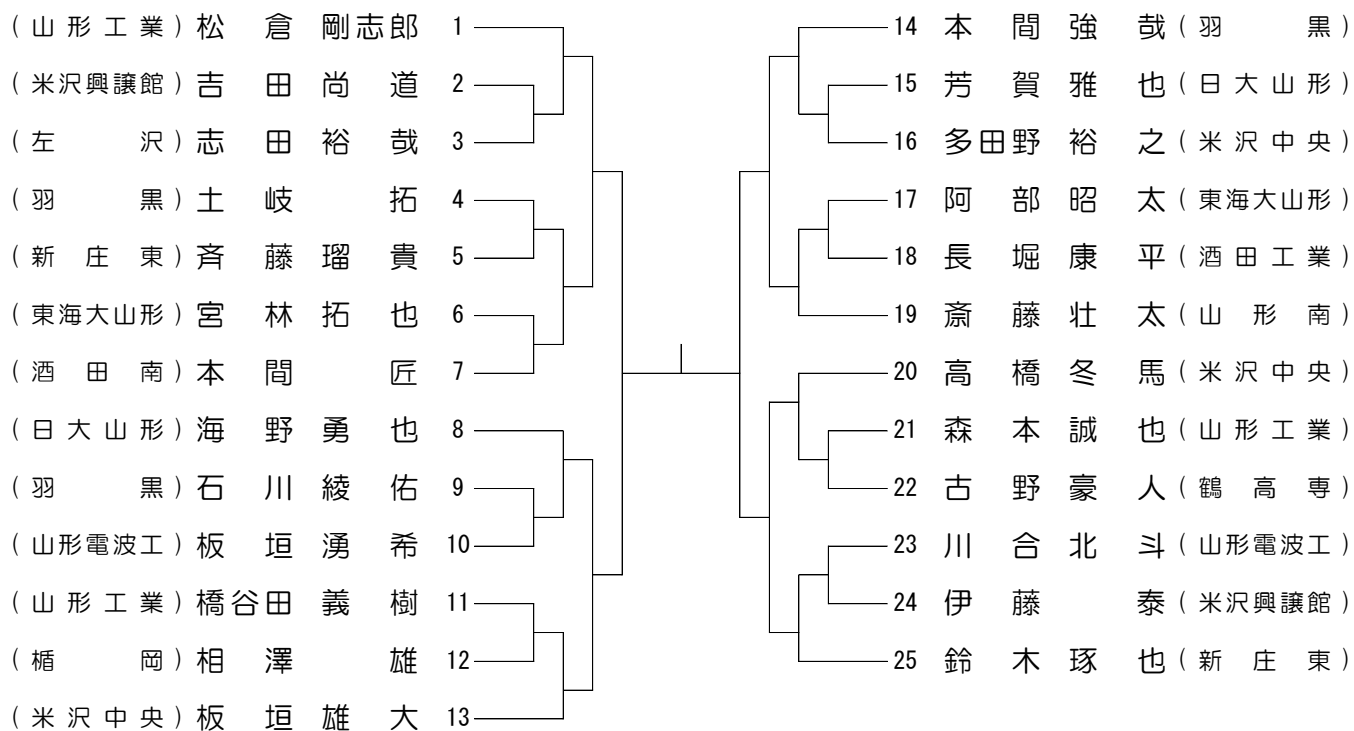 (山形工業) 松倉剛志郎 1
(米沢興譲館) 吉田尚道 2
(左沢) 志田裕哉 3
(羽黒) 土岐拓 4
(新庄東) 斉藤瑠貴 5
(東海大山形) 宮林拓也 6
(酒田南) 本間匠 7
(日大山形) 海野勇也 8
(羽黒) 石川綾佑 9
(山形電波工) 板垣湧希 10
(山形工業) 橋谷田義樹 11
(楯岡) 相澤雄 12
(米沢中央) 板垣雄大 13
14 本間強哉 (羽黒)
15 芳賀雅也 (日大山形)
16 多田野裕之 (米沢中央)
17 阿部昭太 (東海大山形)
18 長堀康平 (酒田工業)
19 斎藤壮太 (山形南)
20 高橋冬馬 (米沢中央)
21 森本誠也 (山形工業)
22 古野豪人 (鶴高専)
23 川合北斗 (山形電波工)
24 伊藤泰 (米沢興譲館)
25 鈴木琢也 (新庄東)